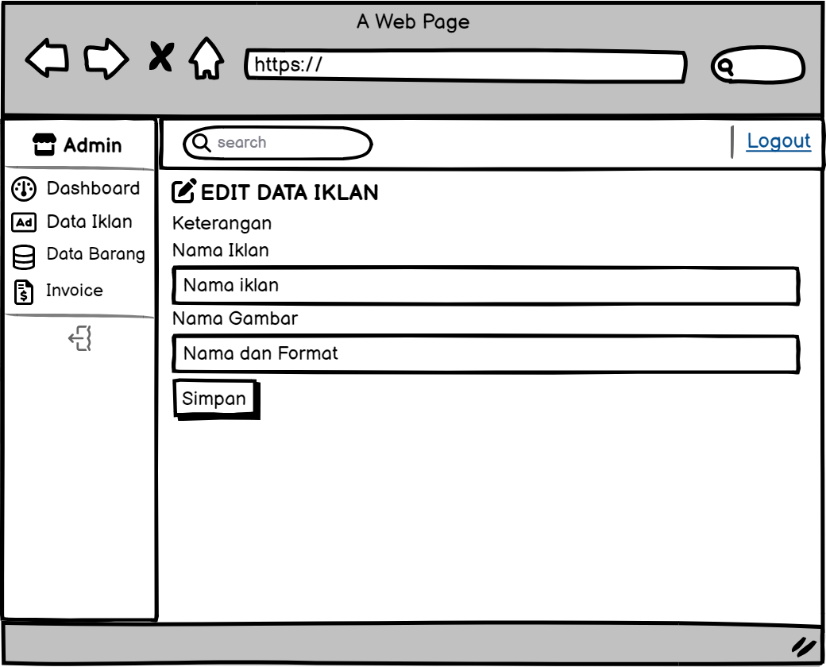 A Web Page
https://
Admin
search
Logout
Dashboard
Ad Data Iklan
Data Barang
Invoice
EDIT DATA IKLAN
Keterangan
Nama Iklan
Nama iklan
Nama Gambar
Nama dan Format
Simpan